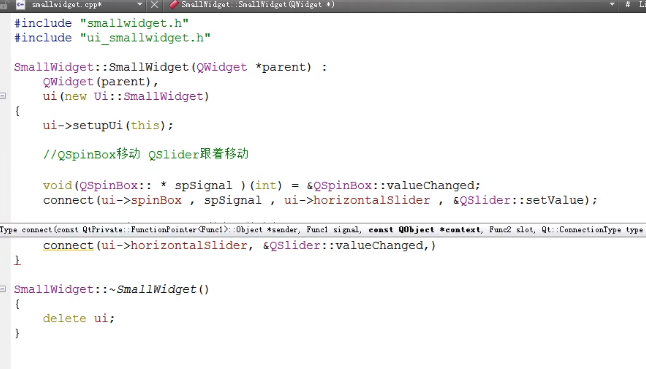 smallwidget.cpp*
SmallWidget::SmallWidget(QWidget *)
#
#include "smallwidget.h"
#include "ui_smallwidget.h"
SmallWidget::SmallWidget(QWidget *parent) :
QWidget(parent),
ui(new Ui::SmallWidget)
{
ui->setupUi(this);
//QSpinBox移动 QSlider跟着移动
void(QSpinBox:: * spSignal )(int) = &QSpinBox::valueChanged;
connect(ui->spinBox , spSignal , ui->horizontalSlider , &QSlider::setValue);
Type connect(const QtPrivate::FunctionPointer<Func1>::Object *sender, Func1 signal, const QObject *context, Func2 slot, Qt::ConnectionType type
connect(ui->horizontalSlider, &QSlider::valueChanged,)
}
SmallWidget::~SmallWidget()
{
delete ui;
}